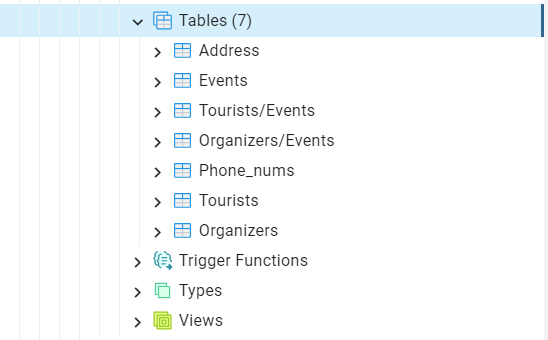 Tables (7)
Address
Events
Tourists/Events
Organizers/Events
Phone_nums
Tourists
Organizers
Trigger Functions
Types
Views